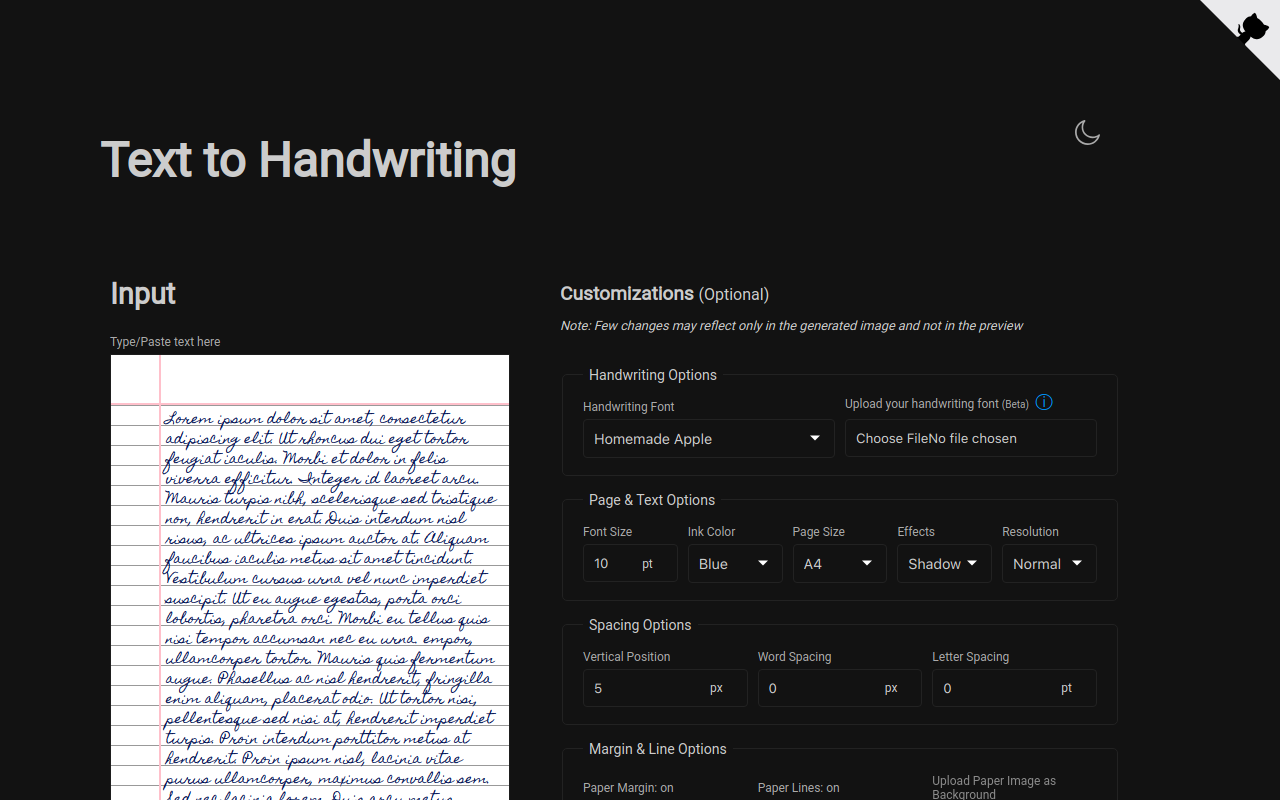 Text to Handwriting
Input
Type/Paste text here
Lorem ipsum dolor sit amet, consectetur
adipiscing elit. Ut rhoncus dui eget tortor
feugiat iaculis. Morbi et dolor in felis
viverra efficitur. Integer id laoreet arcu.
Mauris turpis nibh, scelerisque sed tristique
non, hendrerit in erat. Duis interdum nisl
risus, ac ultrices ipsum auctor at. Aliquam
faucibus iaculis metus sit amet tincidunt.
Vestibulum cursus urna vel nunc imperdiet
suscipit. Ut eu augue egestas, porta orci
lobortis, pharetra orci. Morbi eu tellus quis
nisi tempor accumsan nec eu urna. empor,
ullamcorper tortor. Mauris quis fermentum
augue. Phasellus ac nisl hendrerit, fringilla
enim aliquam, placerat odio. Ut tortor nisi,
pellentesque sed nisi at, hendrerit imperdiet
turpis. Proin interdum porttitor metus at
hendrerit. Proin ipsum nisl, lacinia vitae
purus ullamcorper, maximus convallis sem.
Sed nec lacinia lorem. Duis arcu metus
Customizations (Optional)
Note: Few changes may reflect only in the generated image and not in the preview
Handwriting Options
Handwriting Font
Upload your handwriting font (Beta)
Homemade Apple
Choose FileNo file chosen
Page & Text Options
Font Size Ink Color Page Size Effects Resolution
10 pt Blue A4 Shadow Normal
Spacing Options
Vertical Position Word Spacing Letter Spacing
5 px 0 px 0 pt
Margin & Line Options
Paper Margin: on Paper Lines: on Upload Paper Image as
Background